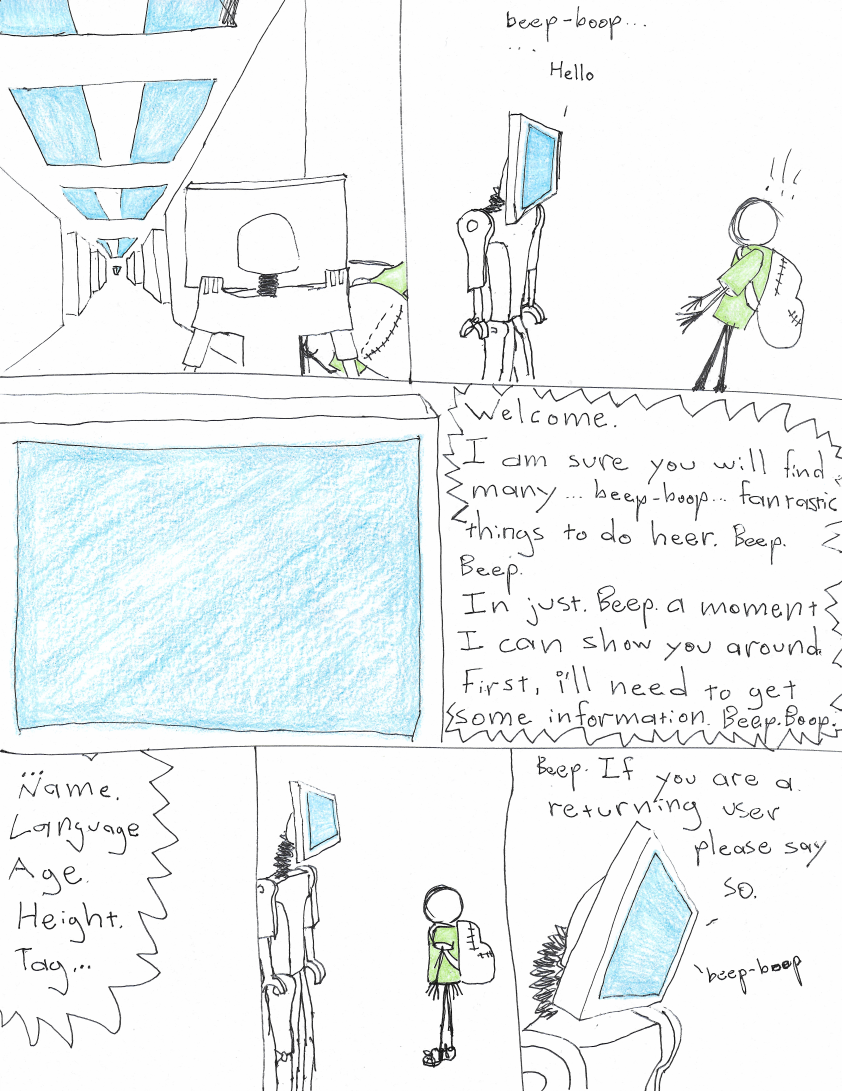 beep-boop...
...
Hello
!!!
Welcome.
I am sure you will find
many... beep-boop... fantastic
things to do heer. Beep.
Beep.
In just. Beep. a moment
I can show you around.
First, i'll need to get
some information. Beep. Boop.
...
Name.
Language
Age.
Height.
Tag...
Beep. If you are a
returning user
please say
so.
beep-boop